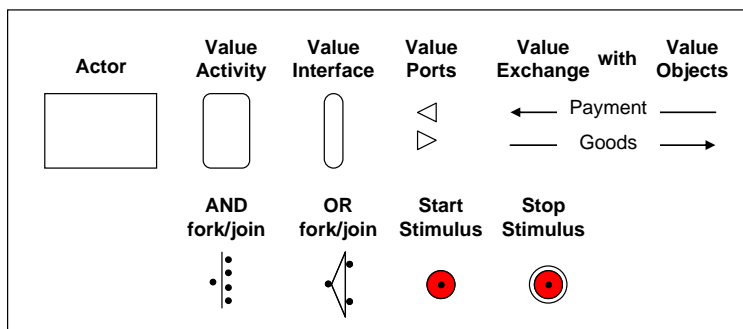 Actor
Value
Activity
Value
Interface
Value
Ports
Value
Exchange
with
Value
Objects
Payment
Goods
AND
fork/join
OR
fork/join
Start
Stimulus
Stop
Stimulus